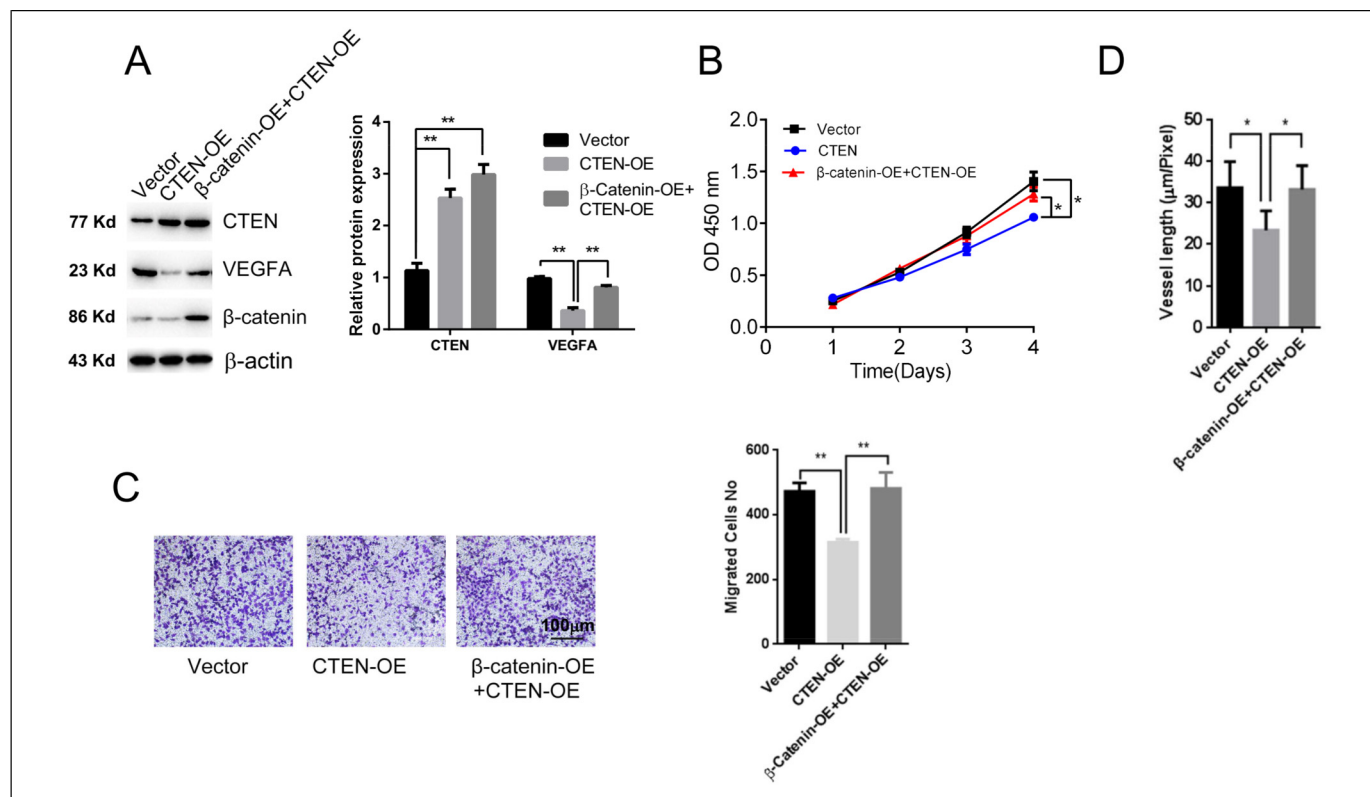 A
Vector
CTEN-OE
β-catenin-OE+CTEN-OE
77 Kd
CTEN
23 Kd
VEGFA
86 Kd
β-catenin
43 Kd
β-actin
Relative protein expression
4
3
2
1
0
**
**
**
**
CTEN
VEGFA
Vector
CTEN-OE
β-Catenin-OE+
CTEN-OE
B
OD 450 nm
2.0
1.5
1.0
0.5
0.0
Vector
CTEN
β-catenin-OE+CTEN-OE
*
*
0
1
2
3
4
Time(Days)
D
Vessel length (μm/Pixel)
50
40
30
20
10
0
*
*
Vector
CTEN-OE
β-catenin-OE+CTEN-OE
C
100μm
Vector
CTEN-OE
β-catenin-OE
+CTEN-OE
Migrated Cells No
600
400
200
0
**
**
Vector
CTEN-OE
β-Catenin-OE+CTEN-OE